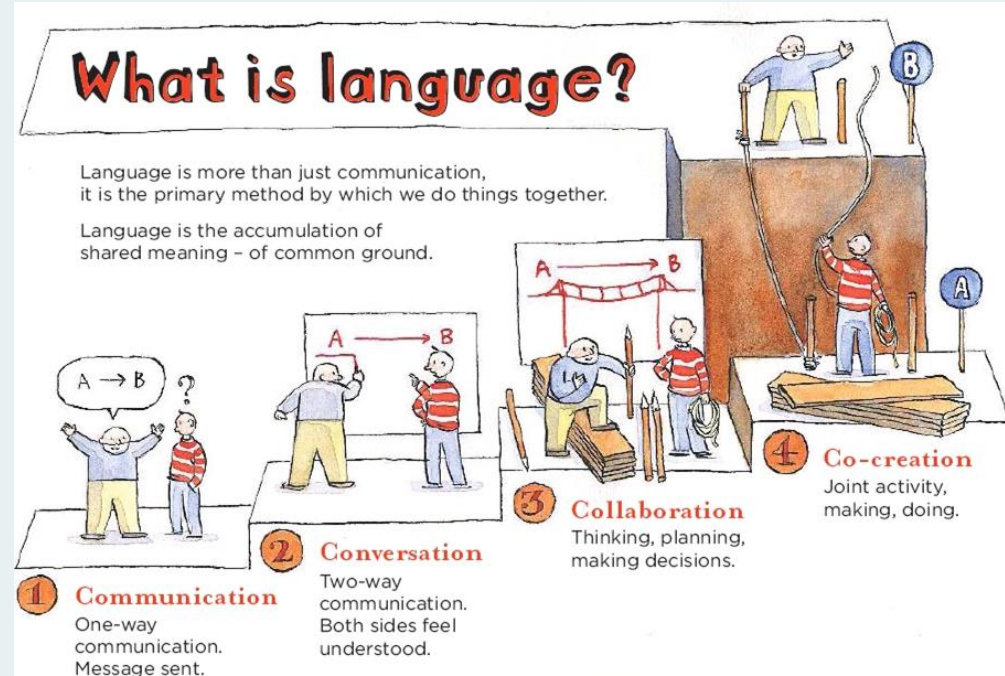 What is language?
Language is more than just communication,
it is the primary method by which we do things together.
Language is the accumulation of
shared meaning – of common ground.
A → B
?
1
Communication
One-way
communication.
Message sent.
A → B
2
Conversation
Two-way
communication.
Both sides feel
understood.
A → B
3
Collaboration
Thinking, planning,
making decisions.
B
A
4
Co-creation
Joint activity,
making, doing.